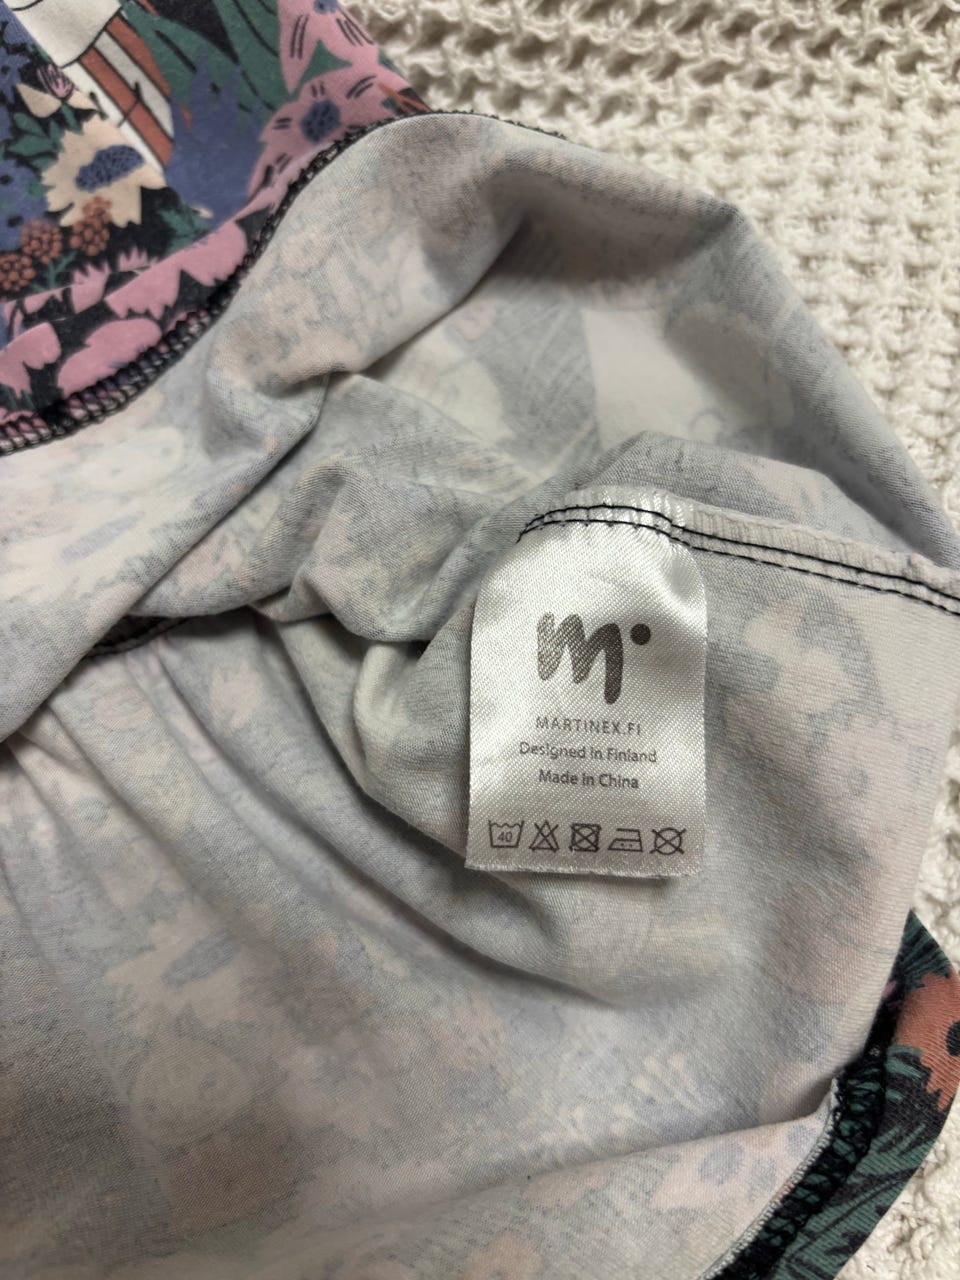 m
MARTINEX.FI
Designed in Finland
Made in China
40